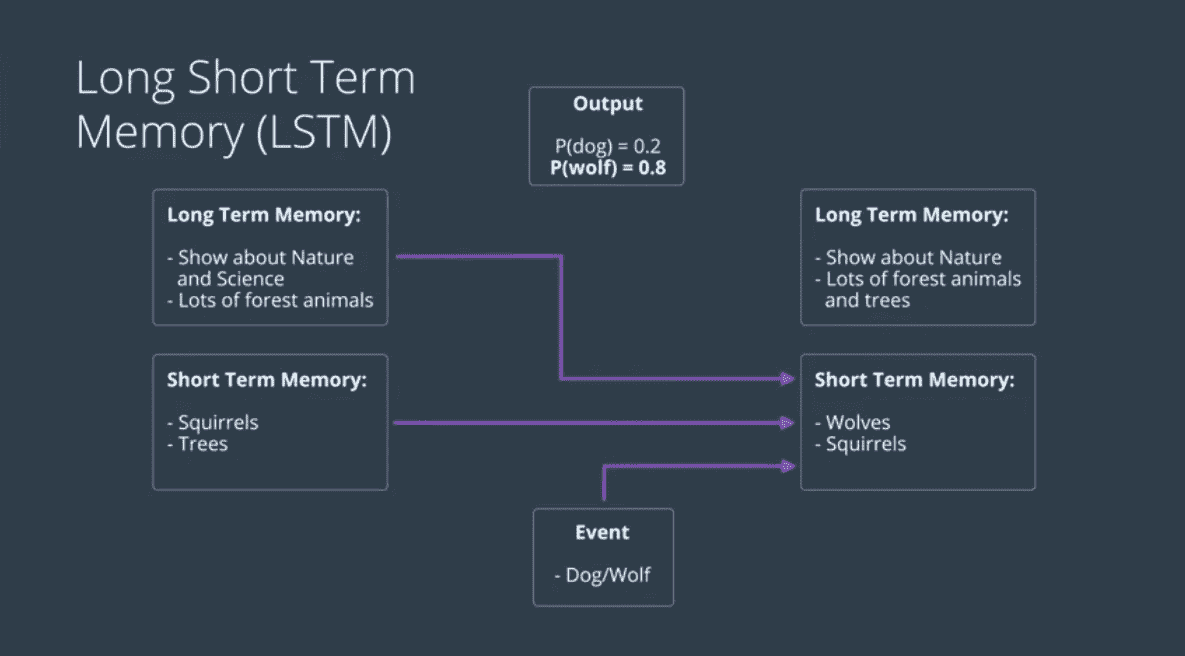 Long Short Term
Memory (LSTM)
Output
P(dog) = 0.2
P(wolf) = 0.8
Long Term Memory:
- Show about Nature
and Science
- Lots of forest animals
Long Term Memory:
- Show about Nature
- Lots of forest animals
and trees
Short Term Memory:
- Squirrels
- Trees
Short Term Memory:
- Wolves
- Squirrels
Event
- Dog/Wolf